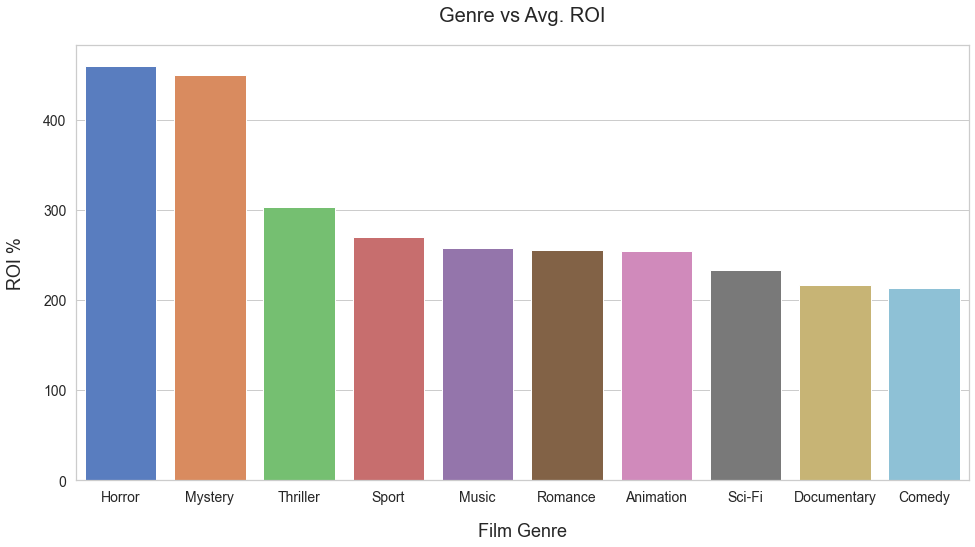 Genre vs Avg. ROI
ROI %
400
300
200
100
0
Horror Mystery Thriller Sport Music Romance Animation Sci-Fi Documentary Comedy
Film Genre